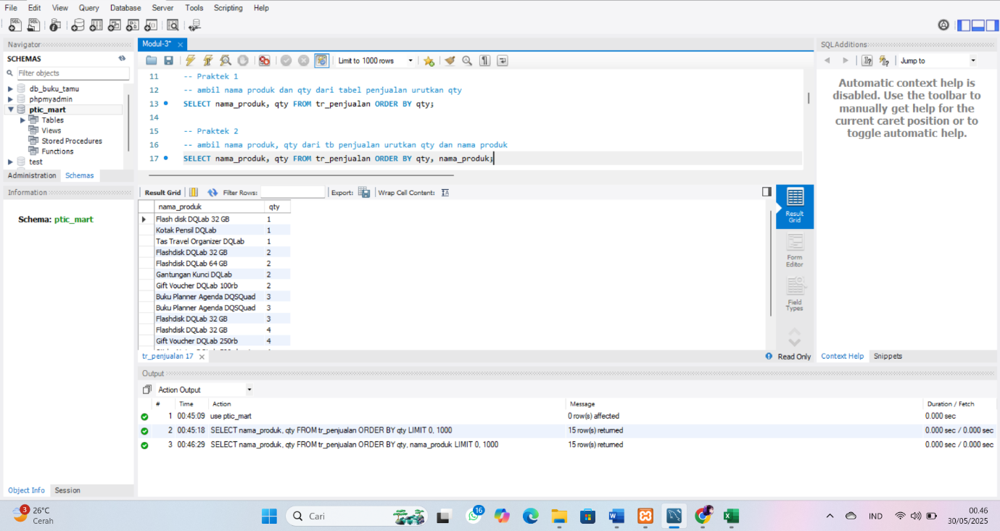 File Edit View Query Database Server Tools Scripting Help
Navigator
SCHEMAS
Filter objects
db_buku_tamu
phpmyadmin
ptic_mart
Tables
Views
Stored Procedures
Functions
test
Administration Schemas
Information
Schema: ptic_mart
Object Info Session
Modul-3*
Limit to 1000 rows
11 -- Praktek 1
12 -- ambil nama produk dan qty dari tabel penjualan urutkan qty
13 SELECT nama_produk, qty FROM tr_penjualan ORDER BY qty;
14
15 -- Praktek 2
16 -- ambil nama produk, qty dari tb penjualan urutkan qty dan nama produk
17 SELECT nama_produk, qty FROM tr_penjualan ORDER BY qty, nama_produk;
Result Grid Filter Rows: Export: Wrap Cell Content:
nama_produk qty
Flash disk DQLab 32 GB 1
Kotak Pensil DQLab 1
Tas Travel Organizer DQLab 1
Flashdisk DQLab 32 GB 2
Flashdisk DQLab 64 GB 2
Gantungan Kunci DQLab 2
Gift Voucher DQLab 100rb 2
Buku Planner Agenda DQSQuad 3
Buku Planner Agenda DQSQuad 3
Flashdisk DQLab 32 GB 3
Flashdisk DQLab 32 GB 4
Gift Voucher DQLab 250rb 4
Result
Grid
Form
Editor
Field
Types
tr_penjualan 17
Read Only
SQLAdditions
Jump to
Automatic context help is
disabled. Use the toolbar to
manually get help for the
current caret position or to
toggle automatic help.
Context Help Snippets
Output
Action Output
# Time Action Message Duration / Fetch
1 00:45:09 use ptic_mart 0 row(s) affected 0.000 sec
2 00:45:18 SELECT nama_produk, qty FROM tr_penjualan ORDER BY qty LIMIT 0, 1000 15 row(s) returned 0.000 sec / 0.000 sec
3 00:46:29 SELECT nama_produk, qty FROM tr_penjualan ORDER BY qty, nama_produk LIMIT 0, 1000 15 row(s) returned 0.000 sec / 0.000 sec
3
26°C
Cerah
Cari
16
IND
00.46
30/05/2025